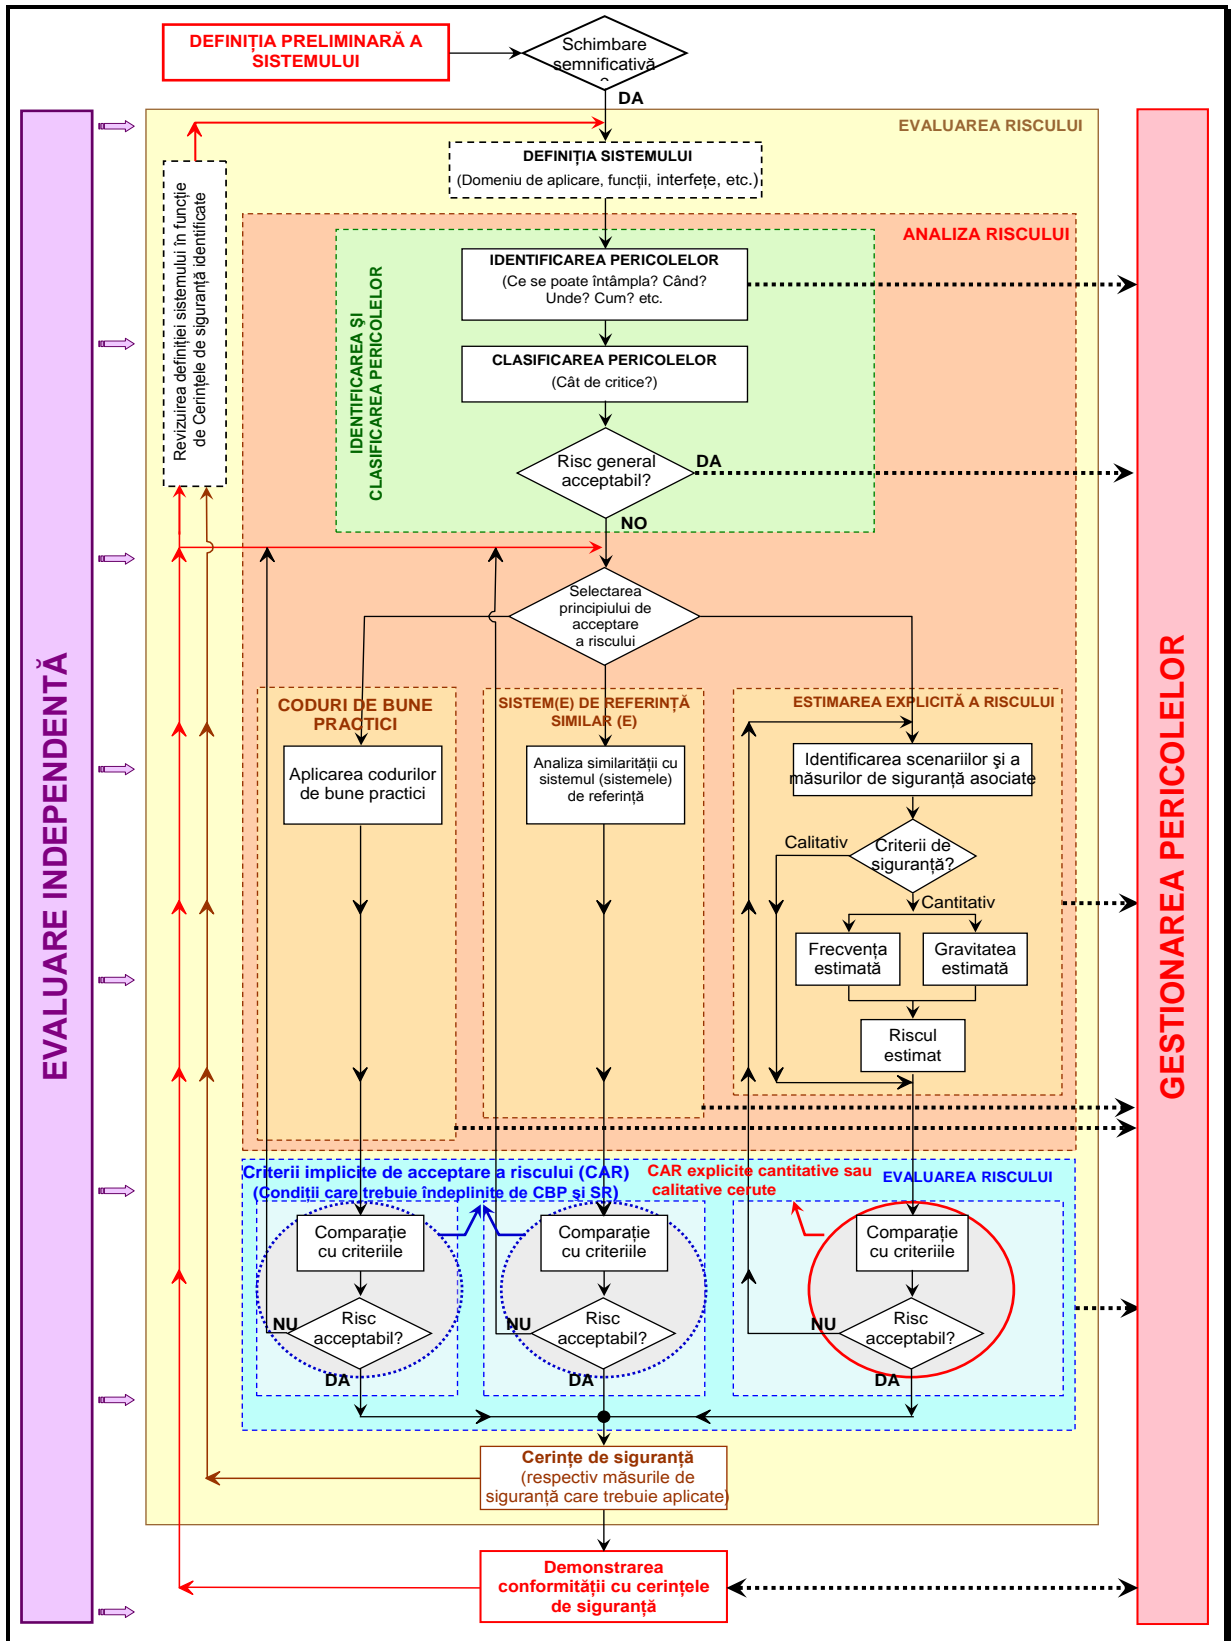 DEFINIȚIA PRELIMINARĂ A
SISTEMULUI
Schimbare
semnificativă
?
DA
EVALUAREA RISCULUI
DEFINIȚIA SISTEMULUI
(Domeniu de aplicare, funcții, interfețe, etc.)
Revizuirea definiției sistemului în funcție
de Cerințele de siguranță identificate
ANALIZA RISCULUI
IDENTIFICAREA ȘI
CLASIFICAREA PERICOLELOR
IDENTIFICAREA PERICOLELOR
(Ce se poate întâmpla? Când?
Unde? Cum? etc.
CLASIFICAREA PERICOLELOR
(Cât de critice?)
Risc general
acceptabil?
DA
NO
Selectarea
principiului de
acceptare
a riscului
EVALUARE INDEPENDENTĂ
GESTIONAREA PERICOLELOR
CODURI DE BUNE
PRACTICI
Aplicarea codurilor
de bune practici
SISTEM(E) DE REFERINȚĂ
SIMILAR (E)
Analiza similarității cu
sistemul (sistemele)
de referință
ESTIMAREA EXPLICITĂ A RISCULUI
Identificarea scenariilor și a
măsurilor de siguranță asociate
Calitativ
Criterii de
siguranță?
Cantitativ
Frecvența
estimată
Gravitatea
estimată
Riscul
estimat
Criterii implicite de acceptare a riscului (CAR)
(Condiții care trebuie îndeplinite de CBP și SR)
CAR explicite cantitative sau
calitative cerute
EVALUAREA RISCULUI
Comparație
cu criteriile
Risc
acceptabil?
NU
DA
Comparație
cu criteriile
Risc
acceptabil?
NU
DA
Comparație
cu criteriile
Risc
acceptabil?
NU
DA
Cerințe de siguranță
(respectiv măsurile de
siguranță care trebuie aplicate)
Demonstrarea
conformității cu cerințele
de siguranță